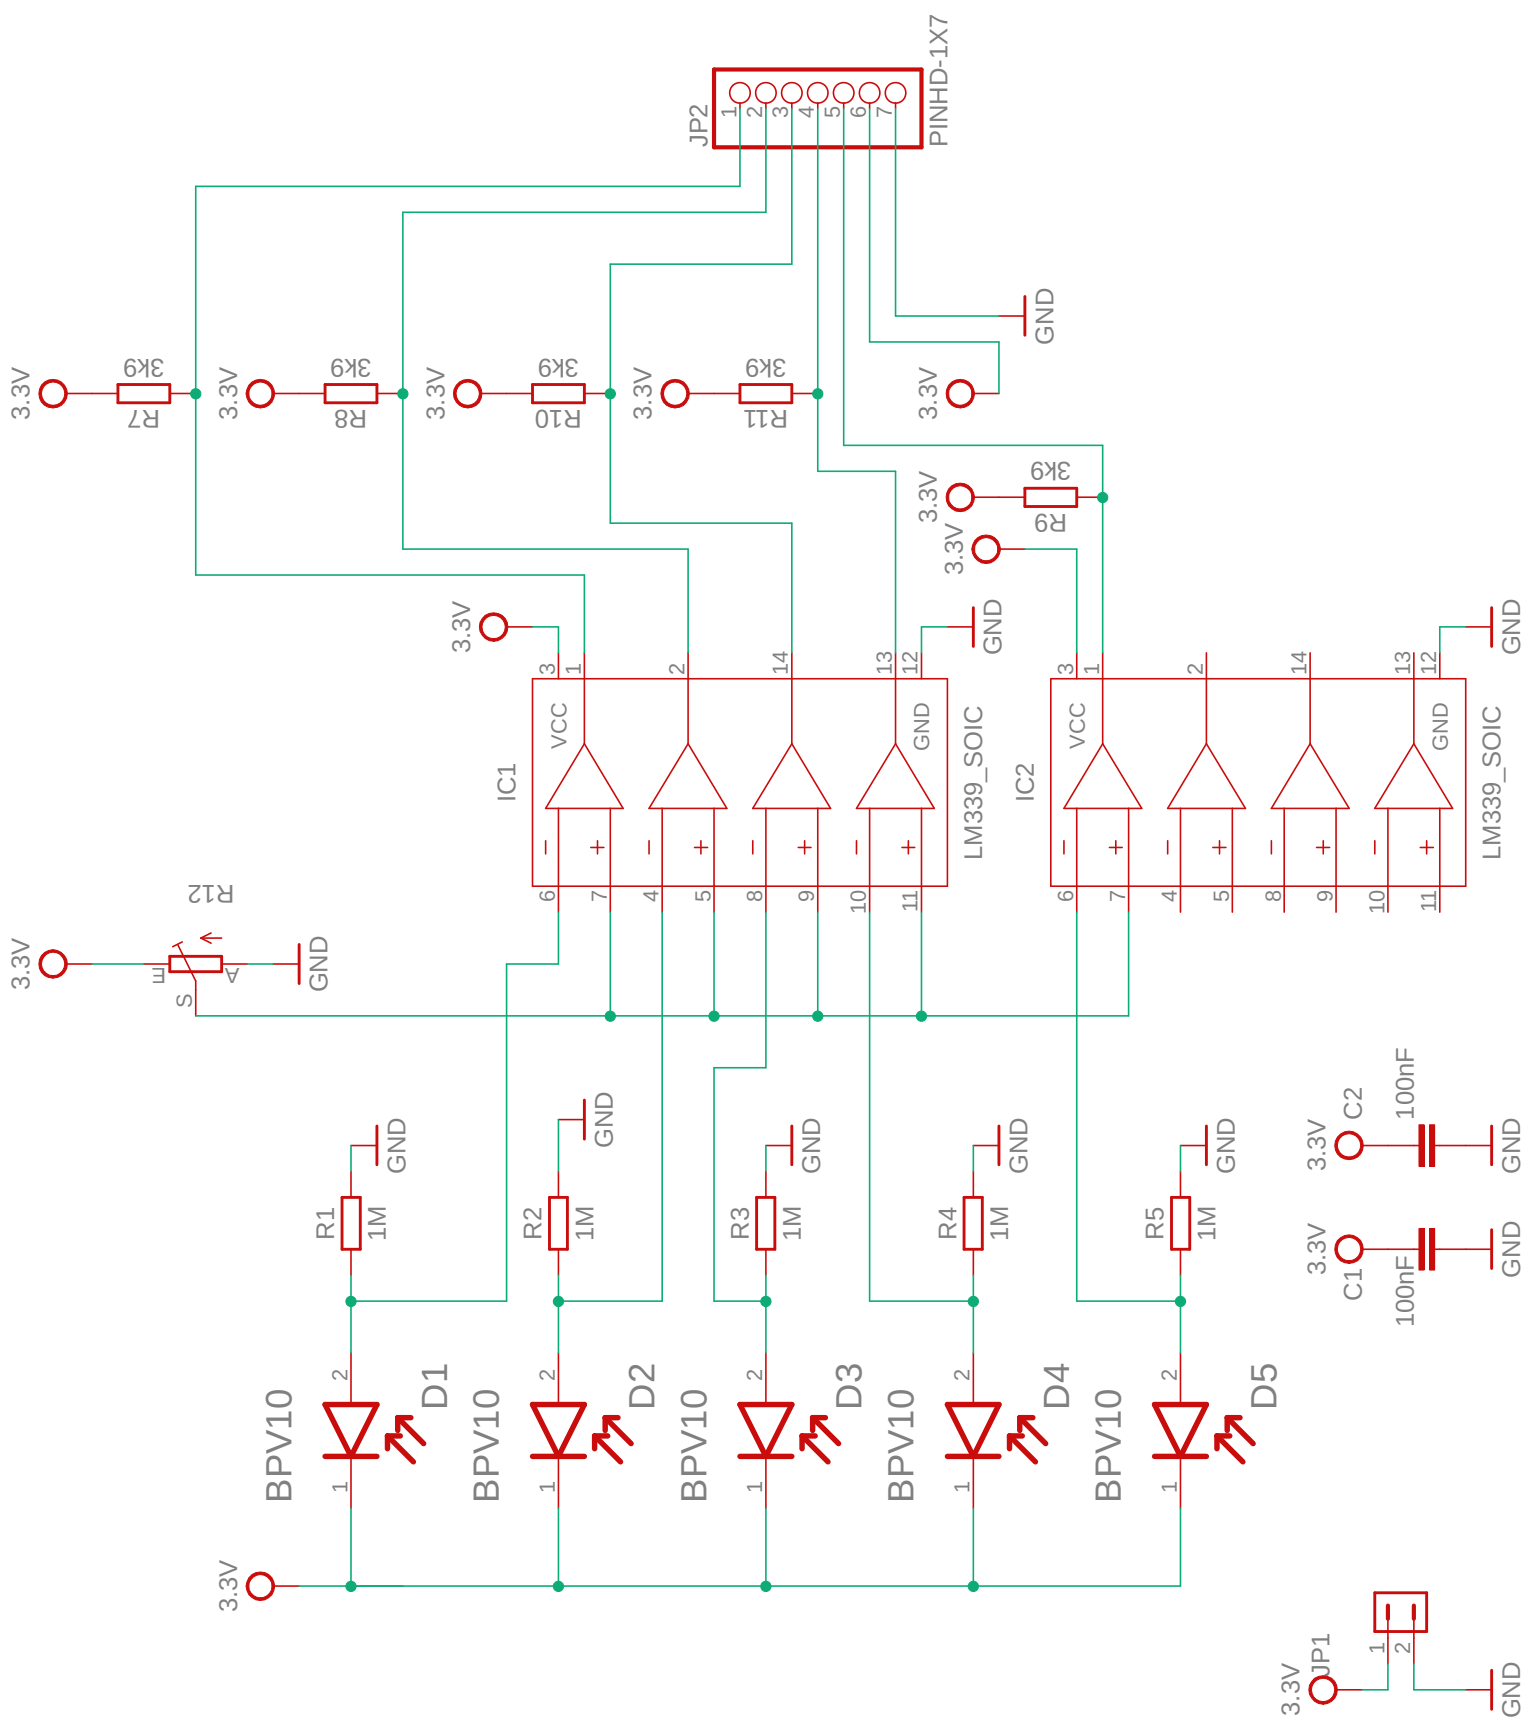 JP2
PINHD-1X7
1
2
3
4
5
6
7
GND
3.3V
3k9
R7
3.3V
3k9
R8
3.3V
3k9
R10
3.3V
3k9
R11
3.3V
3.3V
3k9
R9
3.3V
3.3V
GND
GND
3
1
2
14
13
12
VCC
GND
IC1
LM339_SOIC
-
+
-
+
-
+
-
+
6
7
4
5
8
9
10
11
3
1
2
14
13
12
VCC
GND
IC2
LM339_SOIC
-
+
-
+
-
+
-
+
6
7
4
5
8
9
10
11
R12
3.3V
E
A
S
GND
R1
1M
GND
R2
1M
GND
R3
1M
GND
R4
1M
GND
R5
1M
GND
3.3V
C2
100nF
GND
3.3V
C1
100nF
GND
BPV10
2
1
D1
BPV10
2
1
D2
BPV10
2
1
D3
BPV10
2
1
D4
BPV10
2
1
D5
3.3V
JP1
1
2
3.3V
GND